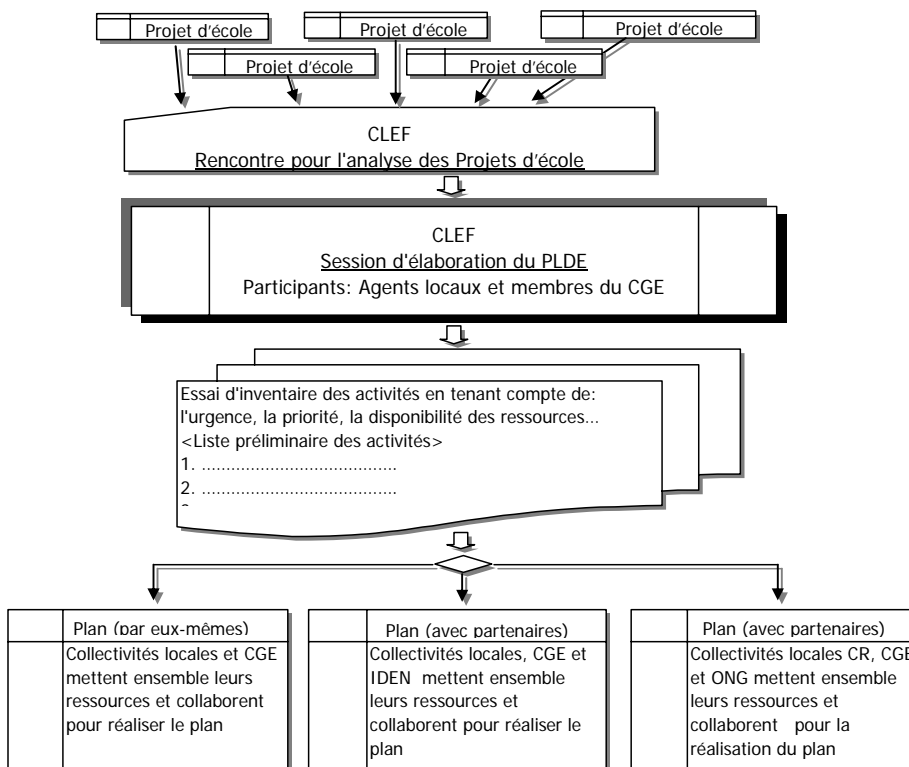 Projet d'école
Projet d'école
Projet d'école
Projet d'école
Projet d'école
CLEF
Rencontre pour l'analyse des Projets d'école
CLEF
Session d'élaboration du PLDE
Participants: Agents locaux et membres du CGE
Essai d'inventaire des activités en tenant compte de:
l'urgence, la priorité, la disponibilité des ressources...
<Liste préliminaire des activités>
1. ........................................
2. ........................................
Plan (par eux-mêmes)
Collectivités locales et CGE
mettent ensemble leurs
ressources et collaborent
pour réaliser le plan
Plan (avec partenaires)
Collectivités locales, CGE et
IDEN mettent ensemble
leurs ressources et
collaborent pour réaliser le
plan
Plan (avec partenaires)
Collectivités locales CR, CGE
et ONG mettent ensemble
leurs ressources et
collaborent pour la
réalisation du plan